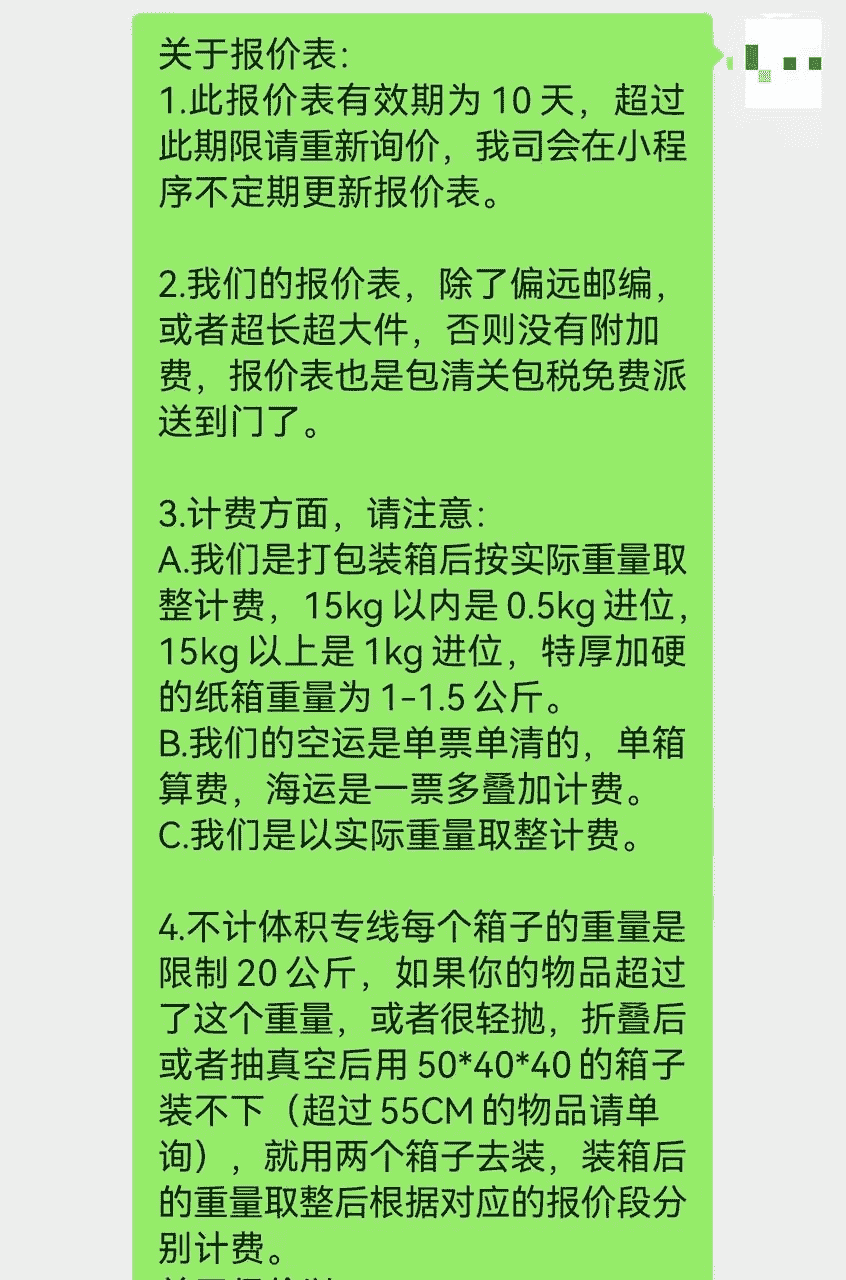 关于报价表：
1.此报价表有效期为 10 天，超过
此期限请重新询价，我司会在小程
序不定期更新报价表。
2.我们的报价表，除了偏远邮编，
或者超长超大件，否则没有附加
费，报价表也是包清关包税免费派
送到门了。
3.计费方面，请注意：
A.我们是打包装箱后按实际重量取
整计费，15kg 以内是 0.5kg 进位，
15kg 以上是 1kg 进位，特厚加硬
的纸箱重量为 1-1.5 公斤。
B.我们的空运是单票单清的，单箱
算费，海运是一票多叠加计费。
C.我们是以实际重量取整计费。
4.不计体积专线每个箱子的重量是
限制 20 公斤，如果你的物品超过
了这个重量，或者很轻抛，折叠后
或者抽真空后用 50*40*40 的箱子
装不下（超过 55CM 的物品请单
询），就用两个箱子去装，装箱后
的重量取整后根据对应的报价段分
别计费。